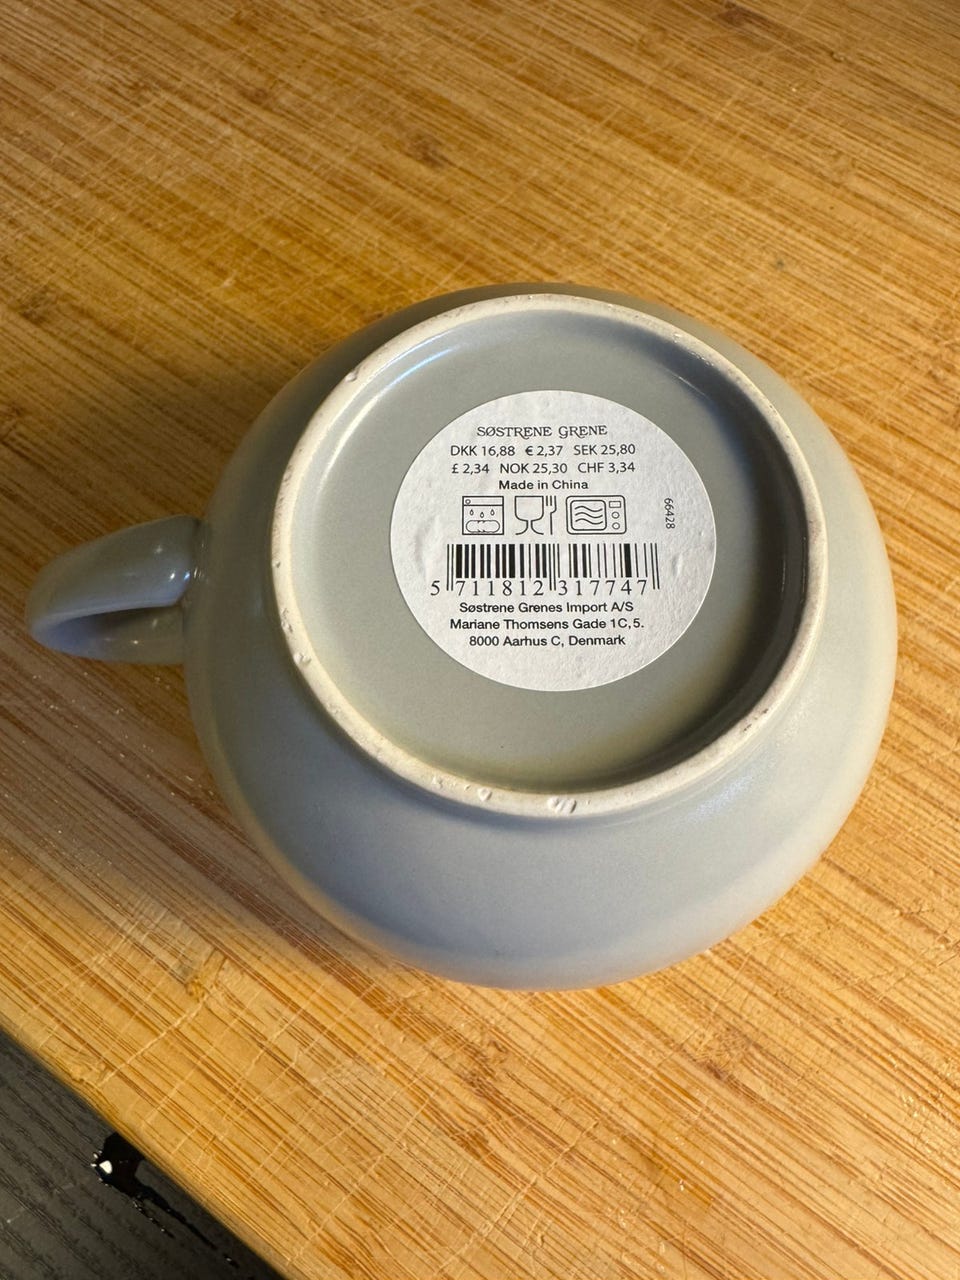 SØSTRENE GRENE
DKK 16,88 € 2,37 SEK 25,80
£ 2,34 NOK 25,30 CHF 3,34
Made in China
66428
5 711812 317747
Søstrene Grenes Import A/S
Mariane Thomsens Gade 1C, 5.
8000 Aarhus C, Denmark